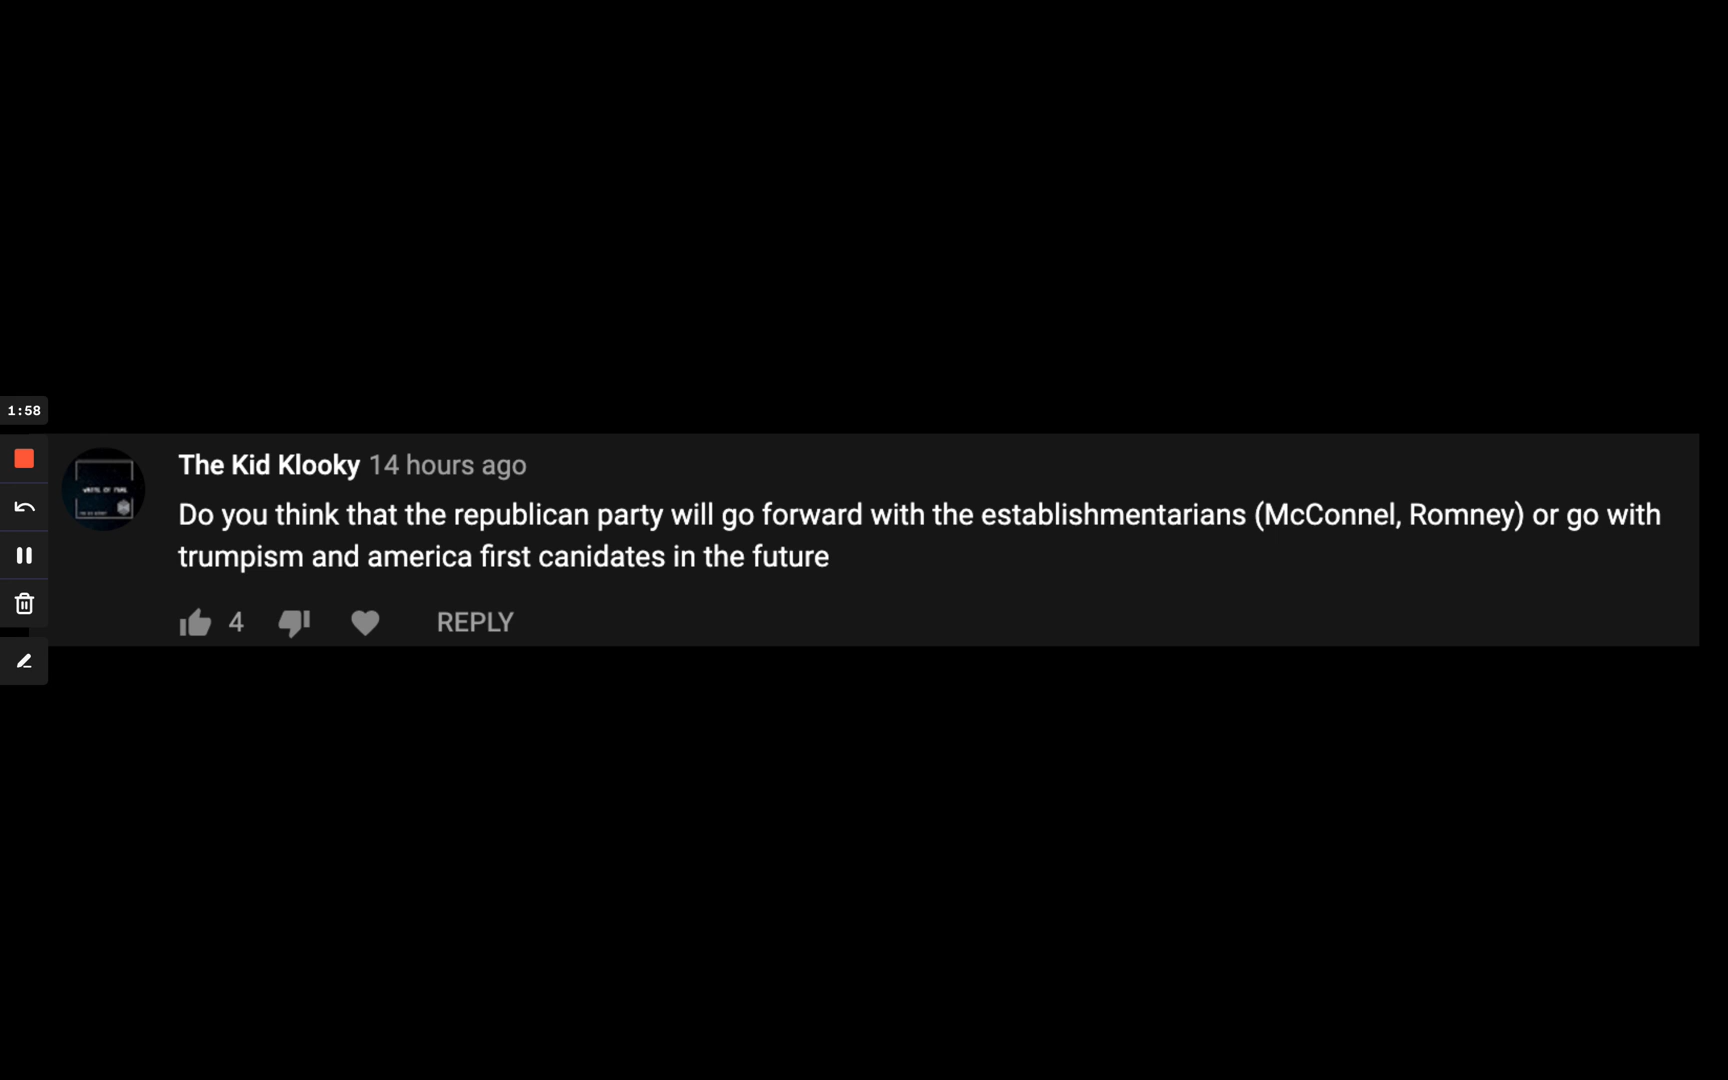 1:58
The Kid Klooky 14 hours ago
Do you think that the republican party will go forward with the establishmentarians (McConnel, Romney) or go with
trumpism and america first canidates in the future
4 REPLY